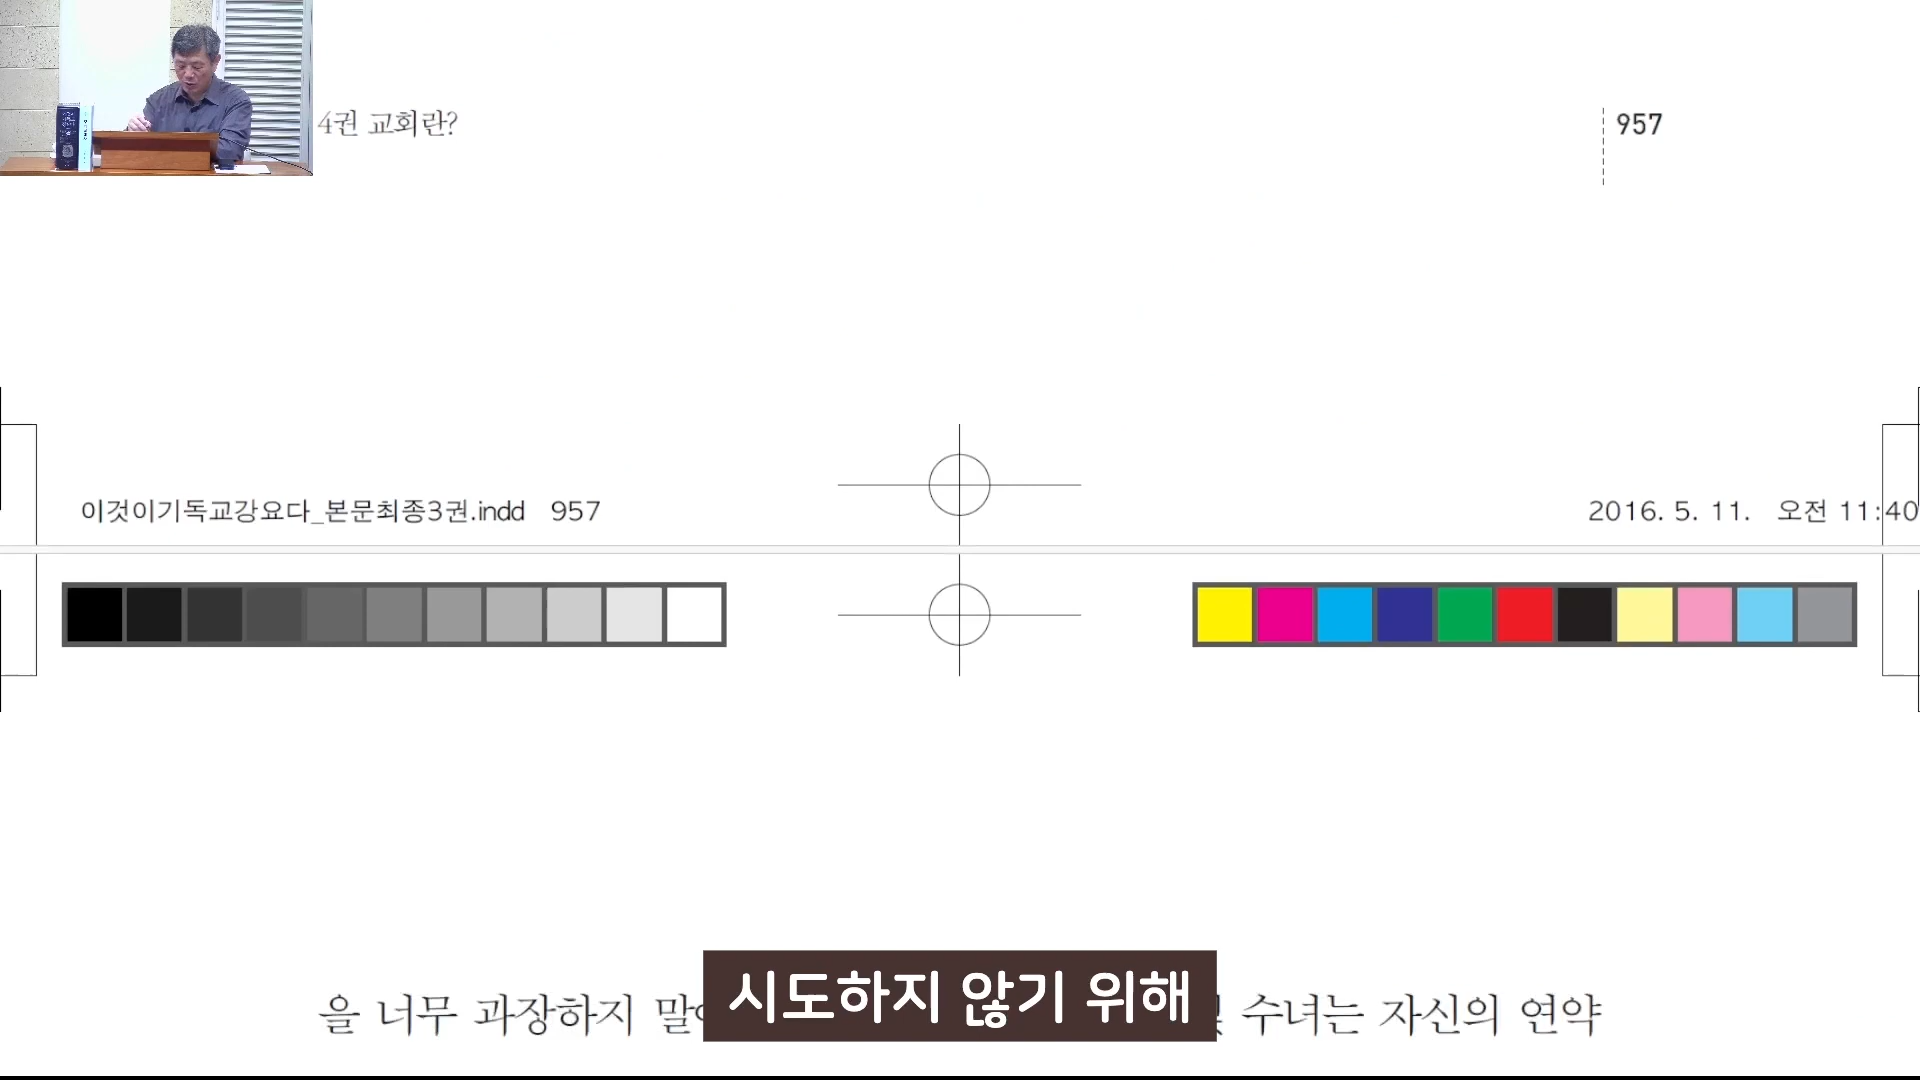 4권 교회란?
957
이것이기독교강요다_본문최종3권.indd 957
2016. 5. 11. 오전 11:40
을 너무 과장하지 수녀는 자신의 연약
시도하지 않기 위해